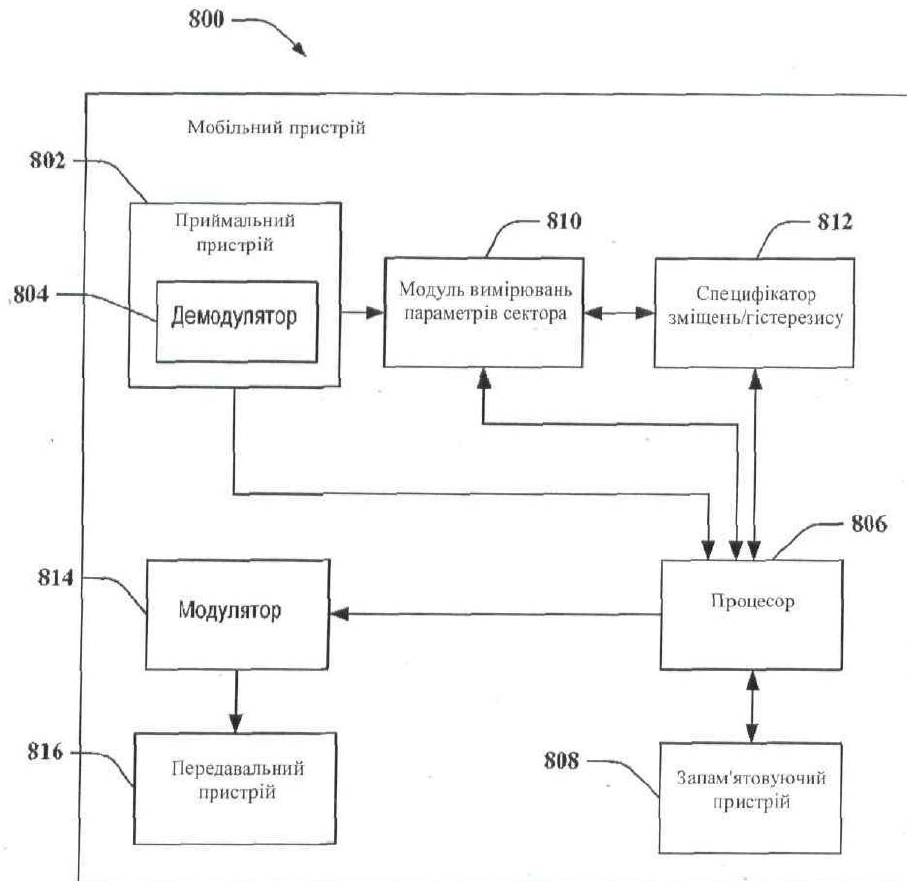 800
Мобільний пристрій
802
Приймальний
пристрій
804
Демодулятор
810
Модуль вимірювань
параметрів сектора
812
Специфікатор
зміщень/гістерезису
806
Процесор
814
Модулятор
816
Передавальний
пристрій
808
Запам'ятовуючий
пристрій